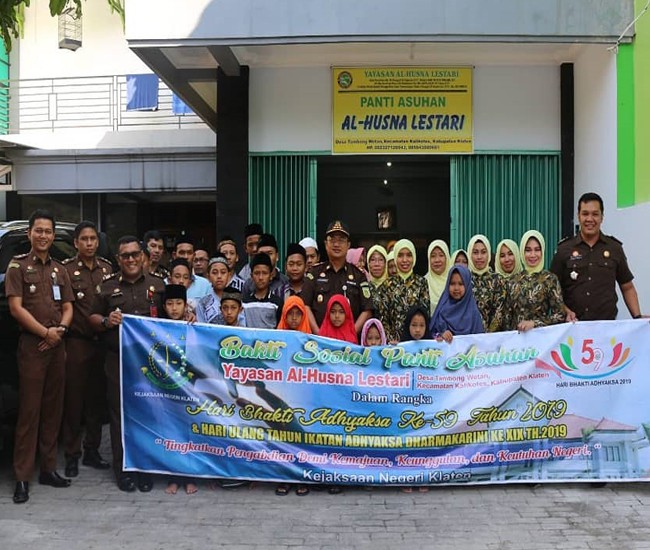 YAYASAN AL-HUSNA LESTARI
PANTI ASUHAN
AL-HUSNA LESTARI
Desa Tambong Wetan, Kecamatan Kalikotes, Kabupaten Klaten
Bakti Sosial Panti Asuhan
Yayasan Al-Husna Lestari
Desa Tambong Wetan,
Kecamatan Kalikotes, Kabupaten Klaten
Dalam Rangka
Hari Bhakti Adhyaksa Ke-59 Tahun 2019
& HARI ULANG TAHUN IKATAN ADHYAKSA DHARMAKARINI KE XIX TH.2019
"Tingkatkan Pengabdian Demi Kemajuan, Keunggulan, dan Keutuhan Negeri."
Kejaksaan Negeri Klaten
KEJAKSAAN NEGERI KLATEN
59
HARI BHAKTI ADHYAKSA 2019